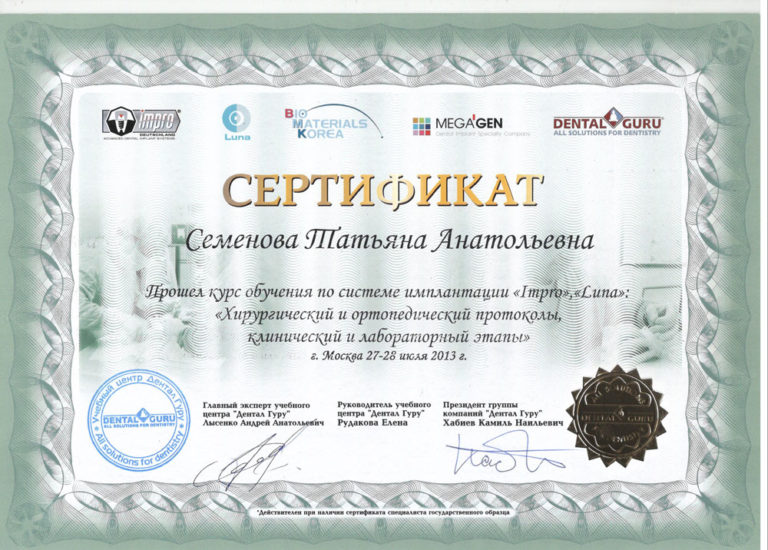 impro
DEUTSCHLAND
ADVANCED DENTAL IMPLANT SYSTEMS
Luna
BIO
MATERIALS
KOREA
MEGA'GEN
Dental Implant Specialty Company
DENTAL GURU
ALL SOLUTIONS FOR DENTISTRY
СЕРТИФИКАТ
Семенова Татьяна Анатольевна
Прошел курс обучения по системе имплантации «Impro»,«Luna»:
«Хирургический и ортопедический протоколы,
клинический и лабораторный этапы»
г. Москва 27-28 июля 2013 г.
Главный эксперт учебного
центра "Дентал Гуру"
Лысенко Андрей Анатольевич
Руководитель учебного
центра "Дентал Гуру"
Рудакова Елена
Президент группы
компаний "Дентал Гуру"
Хабиев Камиль Наильевич
Учебный центр Дентал Гуру
DENTAL GURU
ALL SOLUTIONS FOR DENTISTRY
All solutions for dentistry
DENTAL GURU
*Действителен при наличии сертификата специалиста государственного образца